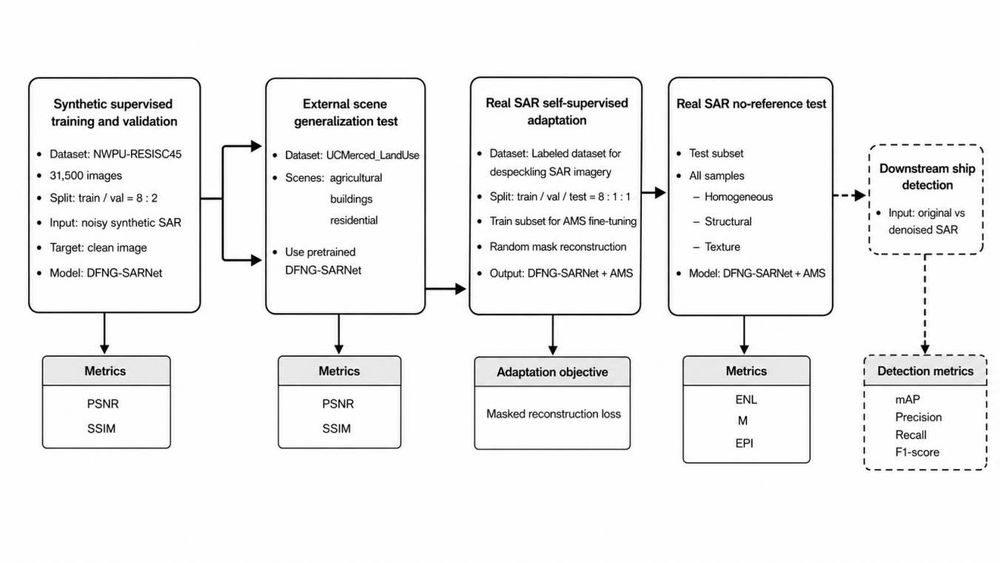 Synthetic supervised
training and validation
• Dataset: NWPU-RESISC45
• 31,500 images
• Split: train / val = 8 : 2
• Input: noisy synthetic SAR
• Target: clean image
• Model: DFNG-SARNet
Metrics
PSNR
SSIM
External scene
generalization test
• Dataset: UCMerced_LandUse
• Scenes: agricultural
buildings
residential
• Use pretrained
DFNG-SARNet
Metrics
PSNR
SSIM
Real SAR self-supervised
adaptation
• Dataset: Labeled dataset for
despeckling SAR imagery
• Split: train / val / test = 8 : 1 : 1
• Train subset for AMS fine-tuning
• Random mask reconstruction
• Output: DFNG-SARNet + AMS
Adaptation objective
Masked reconstruction loss
Real SAR no-reference test
• Test subset
• All samples
– Homogeneous
– Structural
– Texture
• Model: DFNG-SARNet + AMS
Metrics
ENL
M
EPI
Downstream ship
detection
• Input: original vs
denoised SAR
Detection metrics
mAP
Precision
Recall
F1-score